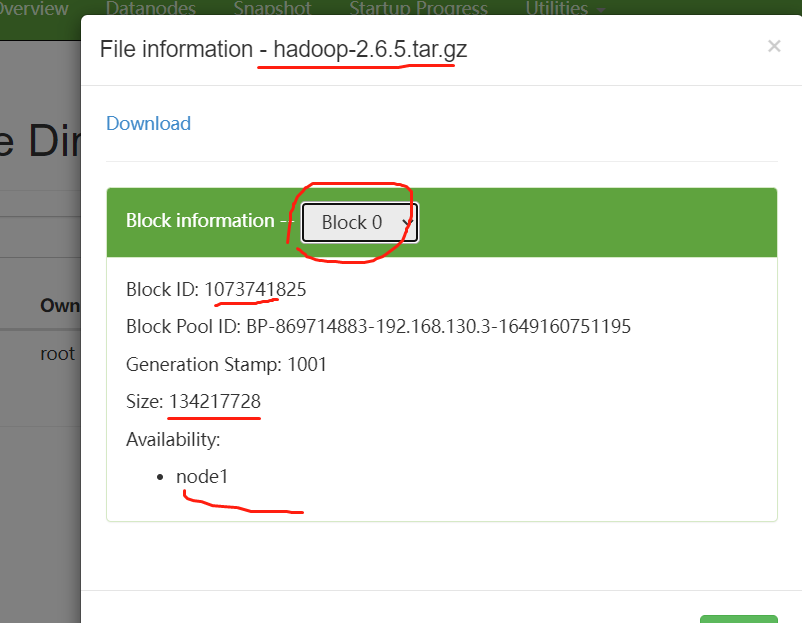 Overview Datanodes Snapshot Startup Progress Utilities
File information - hadoop-2.6.5.tar.gz
×
Download
e Dir
Block information -- Block 0
Own
Block ID: 1073741825
Block Pool ID: BP-869714883-192.168.130.3-1649160751195
root
Generation Stamp: 1001
Size: 134217728
Availability:
• node1